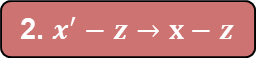 2. x′ − z → x − z